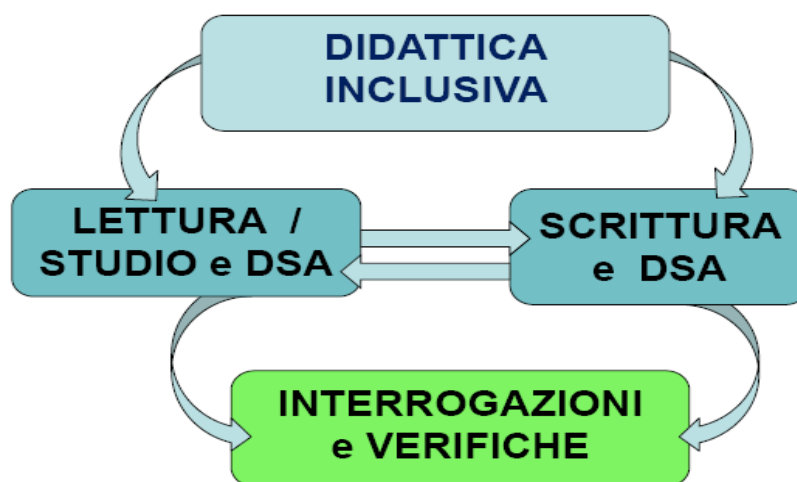 DIDATTICA
INCLUSIVA
LETTURA / 
STUDIO e DSA
SCRITTURA
e DSA
INTERROGAZIONI
e VERIFICHE